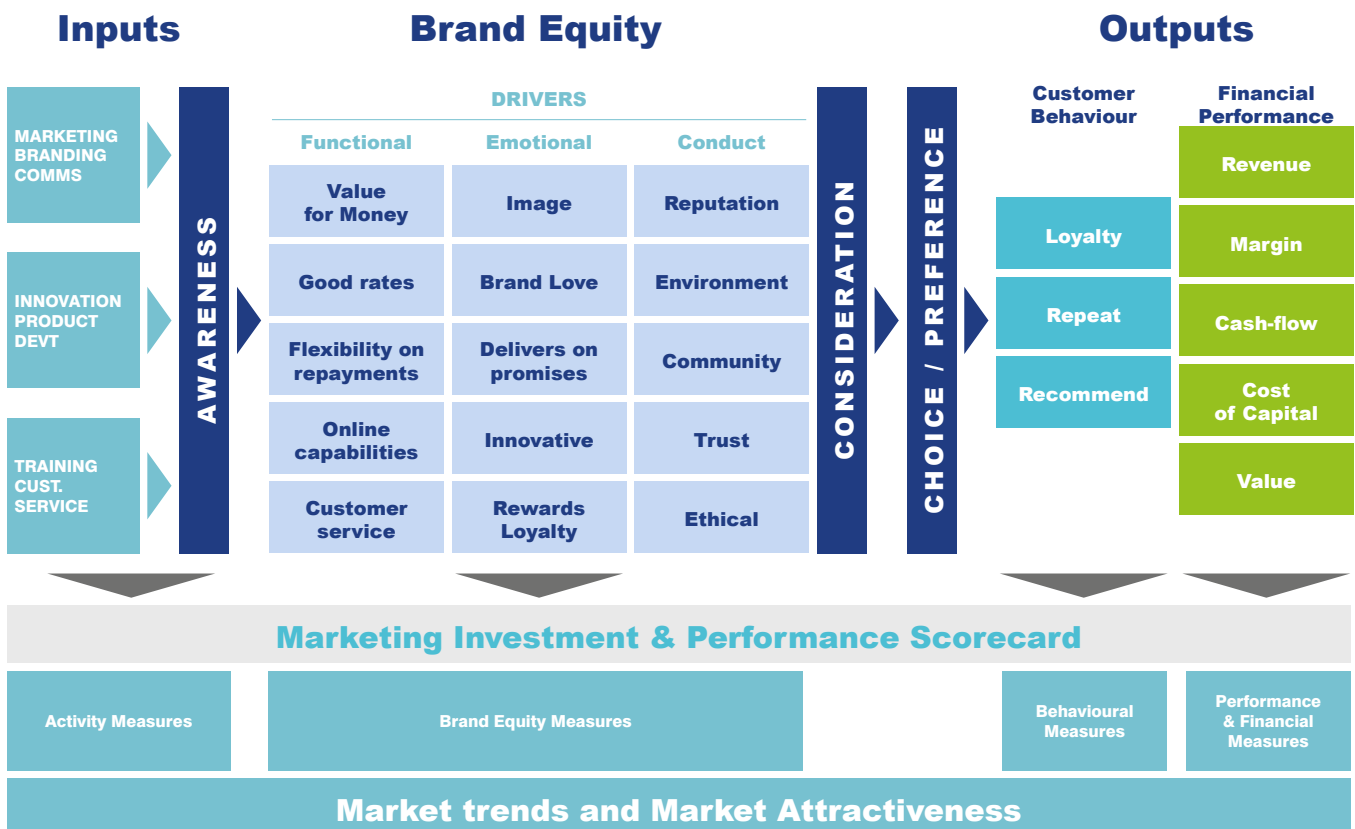 Inputs
Brand Equity
Outputs
MARKETING
BRANDING
COMMS
INNOVATION
PRODUCT
DEVT
TRAINING
CUST.
SERVICE
AWARENESS
DRIVERS
Functional
Emotional
Conduct
Value
for Money
Image
Reputation
Good rates
Brand Love
Environment
Flexibility on
repayments
Delivers on
promises
Community
Online
capabilities
Innovative
Trust
Customer
service
Rewards
Loyalty
Ethical
CONSIDERATION
CHOICE / PREFERENCE
Customer
Behaviour
Loyalty
Repeat
Recommend
Financial
Performance
Revenue
Margin
Cash-flow
Cost
of Capital
Value
Marketing Investment & Performance Scorecard
Activity Measures
Brand Equity Measures
Behavioural
Measures
Performance
& Financial
Measures
Market trends and Market Attractiveness